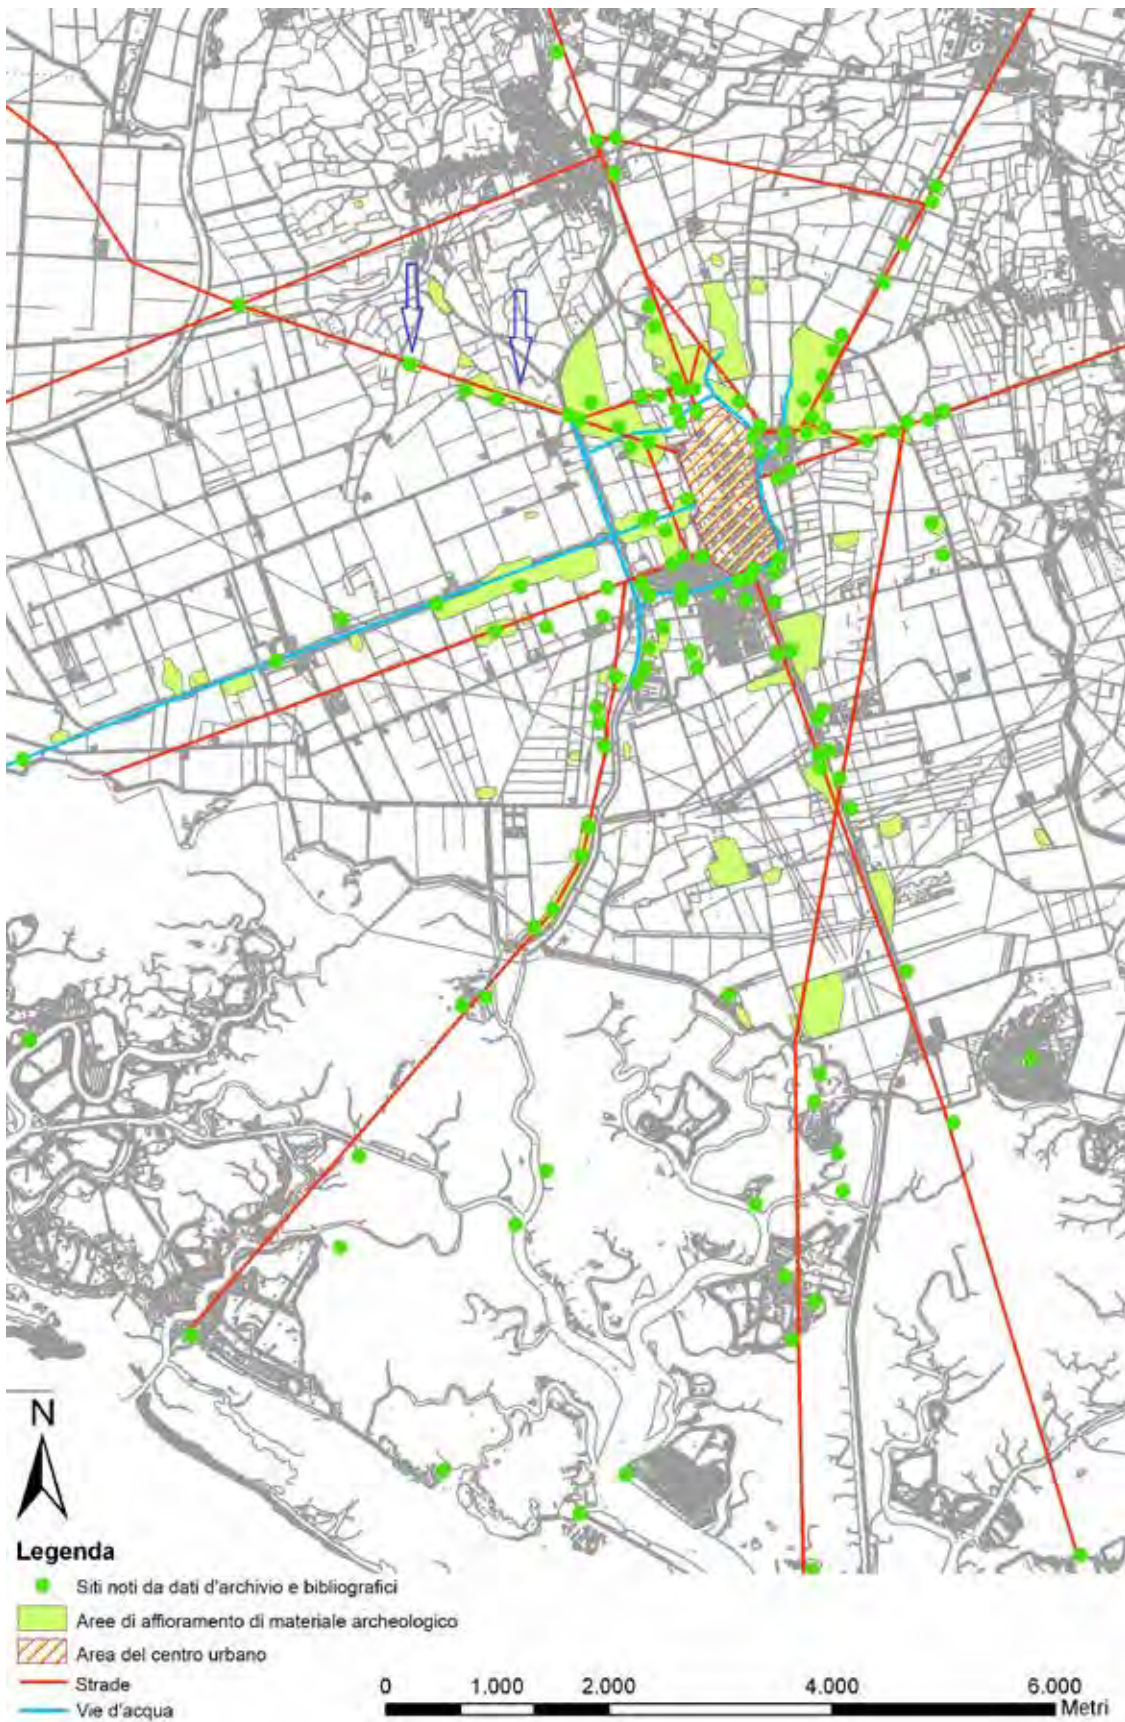 N
Legenda
Siti noti da dati d'archivio e bibliografici
Aree di affioramento di materiale archeologico
Area del centro urbano
Strade
Vie d'acqua
0 1.000 2.000 4.000 6.000
Metri